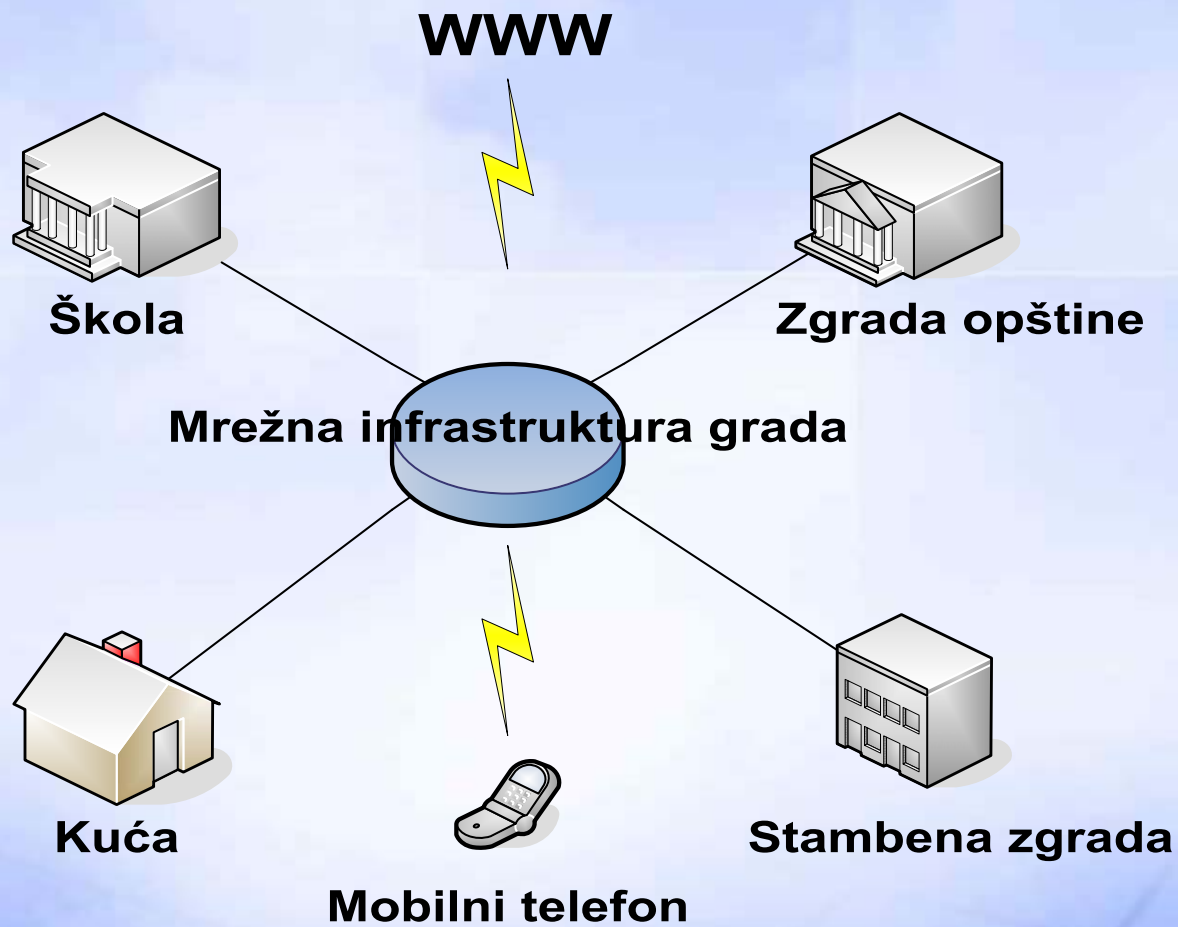 WWW
Škola
Zgrada opštine
Mrežna infrastruktura grada
Kuća
Stambena zgrada
Mobilni telefon